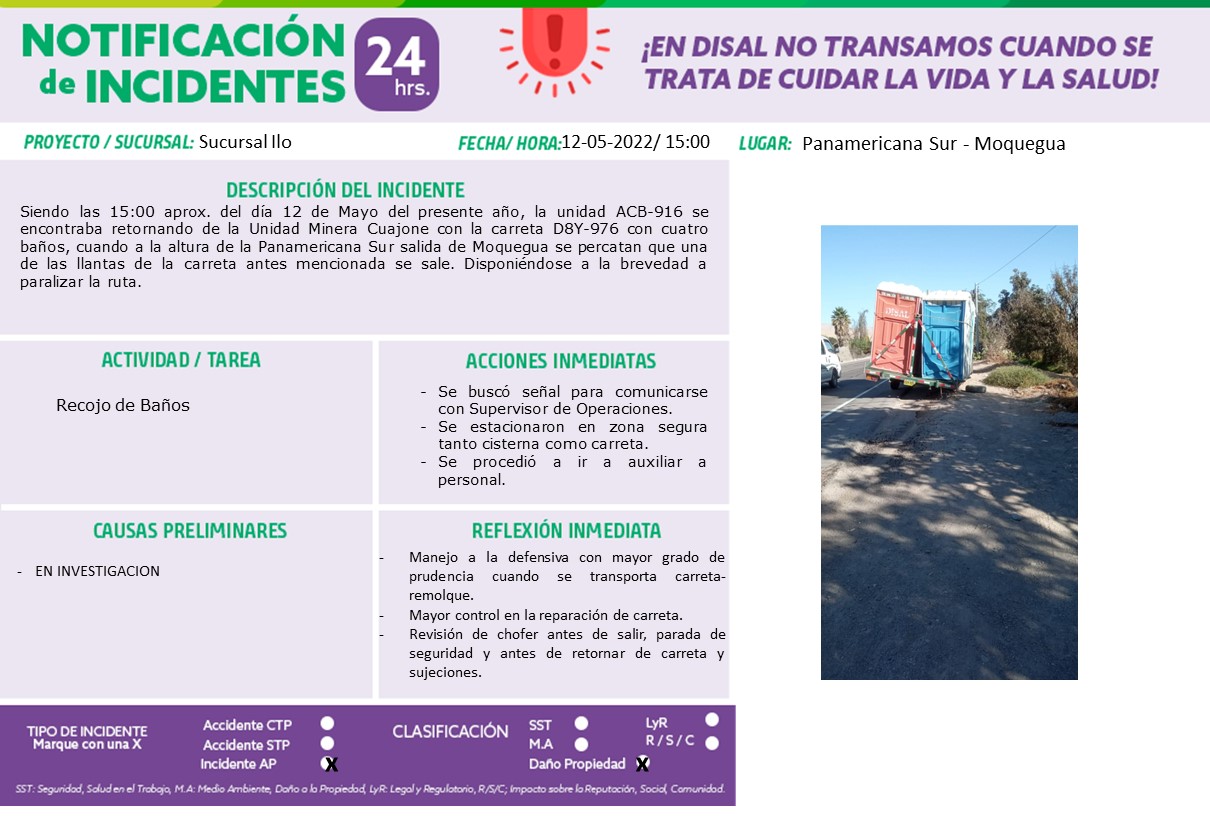 NOTIFICACIÓN
de INCIDENTES
24
hrs.
¡EN DISAL NO TRANSAMOS CUANDO SE
TRATA DE CUIDAR LA VIDA Y LA SALUD!
PROYECTO / SUCURSAL: Sucursal Ilo
FECHA/ HORA:12-05-2022/ 15:00
LUGAR: Panamericana Sur - Moquegua
DESCRIPCIÓN DEL INCIDENTE
Siendo las 15:00 aprox. del día 12 de Mayo del presente año, la unidad ACB-916 se
encontraba retornando de la Unidad Minera Cuajone con la carreta D8Y-976 con cuatro
baños, cuando a la altura de la Panamericana Sur salida de Moquegua se percatan que una
de las llantas de la carreta antes mencionada se sale. Disponiéndose a la brevedad a
paralizar la ruta.
ACTIVIDAD / TAREA
Recojo de Baños
ACCIONES INMEDIATAS
- Se buscó señal para comunicarse
con Supervisor de Operaciones.
- Se estacionaron en zona segura
tanto cisterna como carreta.
- Se procedió a ir a auxiliar a
personal.
CAUSAS PRELIMINARES
- EN INVESTIGACION
REFLEXIÓN INMEDIATA
- Manejo a la defensiva con mayor grado de
prudencia cuando se transporta carreta-
remolque.
- Mayor control en la reparación de carreta.
- Revisión de chofer antes de salir, parada de
seguridad y antes de retornar de carreta y
sujeciones.
DISAL
TIPO DE INCIDENTE
Marque con una X
Accidente CTP
Accidente STP
Incidente AP X
CLASIFICACIÓN
SST
M.A
Daño Propiedad X
LyR
R / S / C
SST: Seguridad, Salud en el Trabajo, M.A: Medio Ambiente, Daño a la Propiedad, LyR: Legal y Regulatorio, R/S/C; Impacto sobre la Reputación, Social, Comunidad.